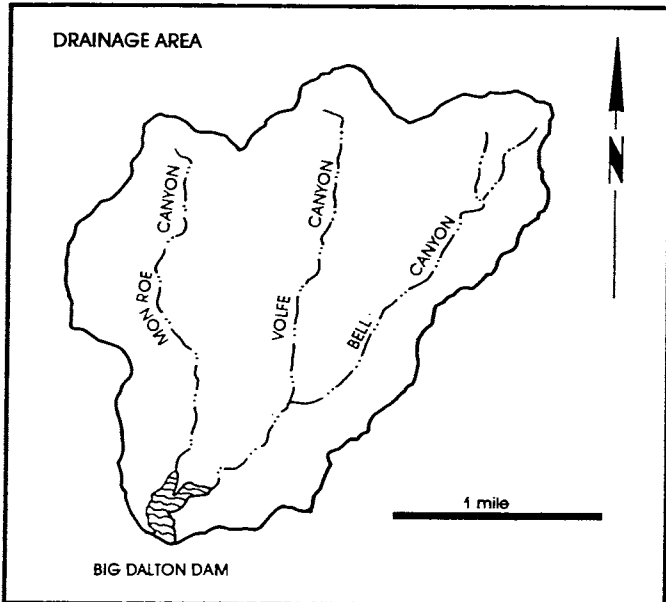 DRAINAGE AREA
N
CANYON
MON ROE
CANYON
VOLFE
CANYON
BELL
1 mile
BIG DALTON DAM